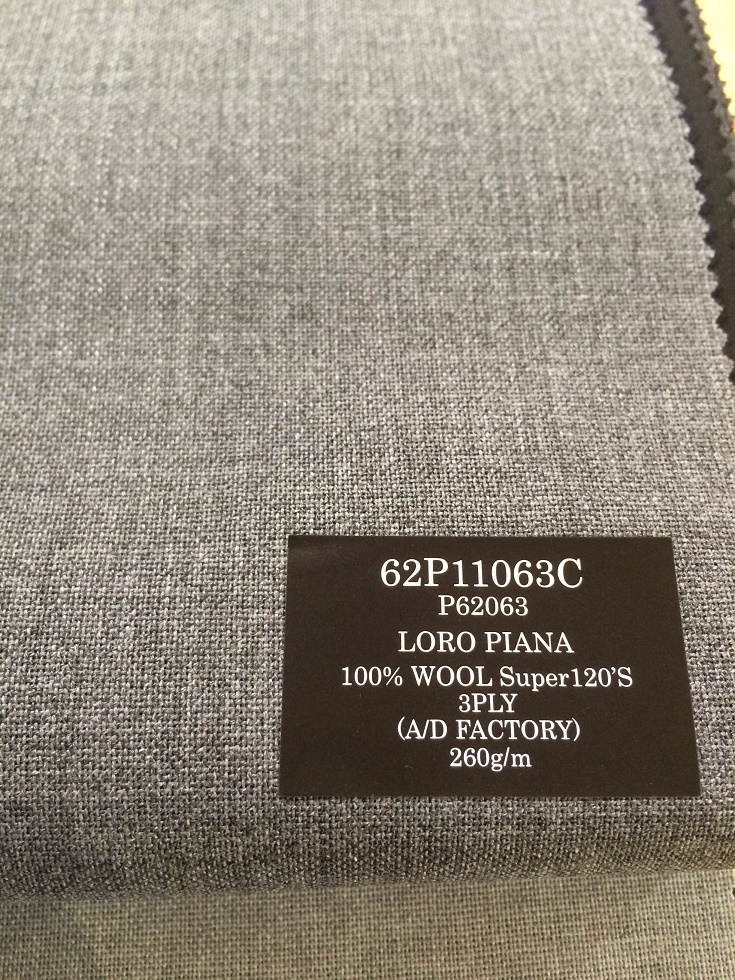 62P11063C
P62063
LORO PIANA
100% WOOL Super120'S
3PLY
(A/D FACTORY)
260g/m